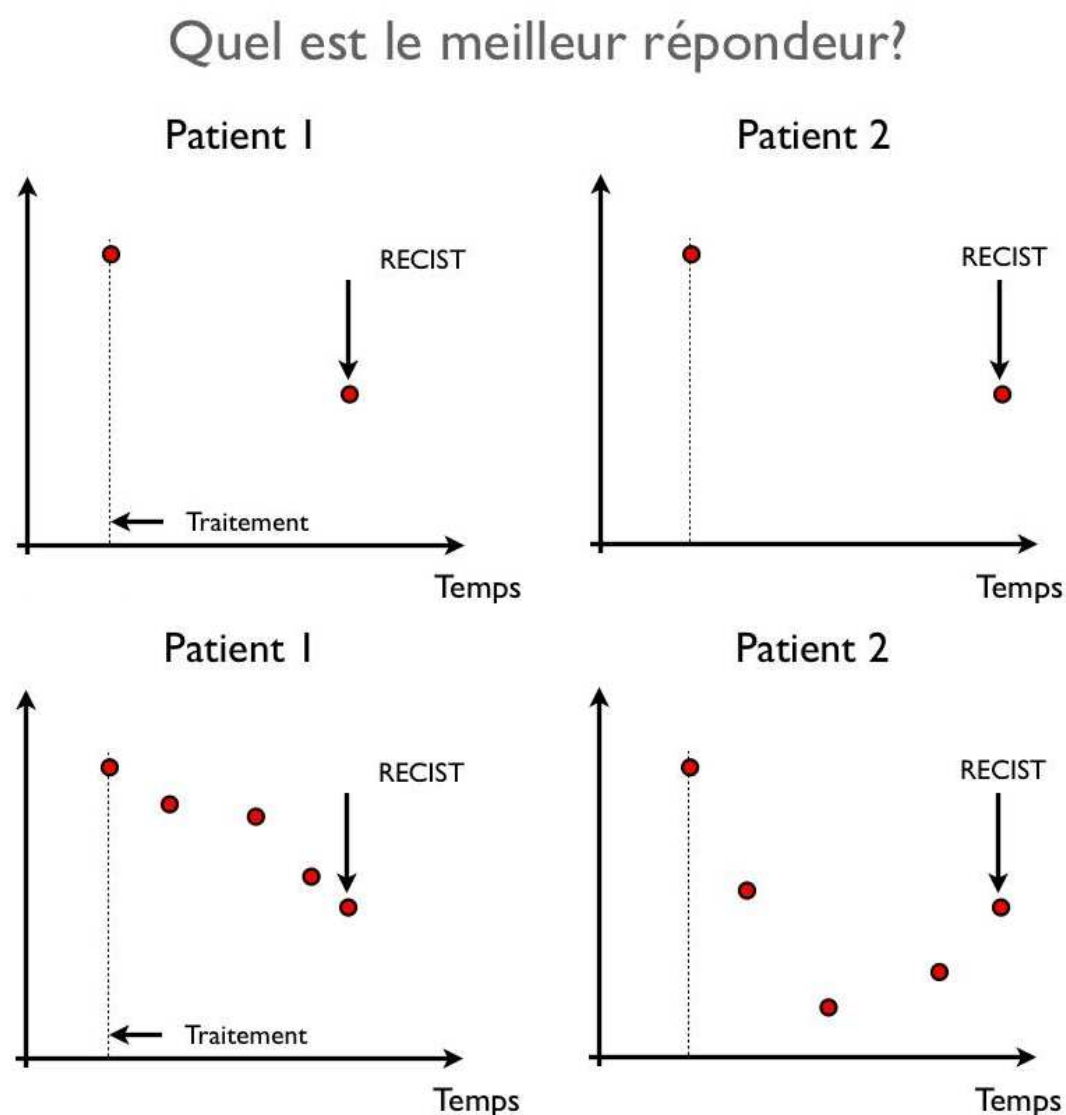 Quel est le meilleur répondeur?
Patient 1
Patient 2
RECIST
RECIST
Traitement
Temps
Temps
Patient 1
Patient 2
RECIST
RECIST
Traitement
Temps
Temps